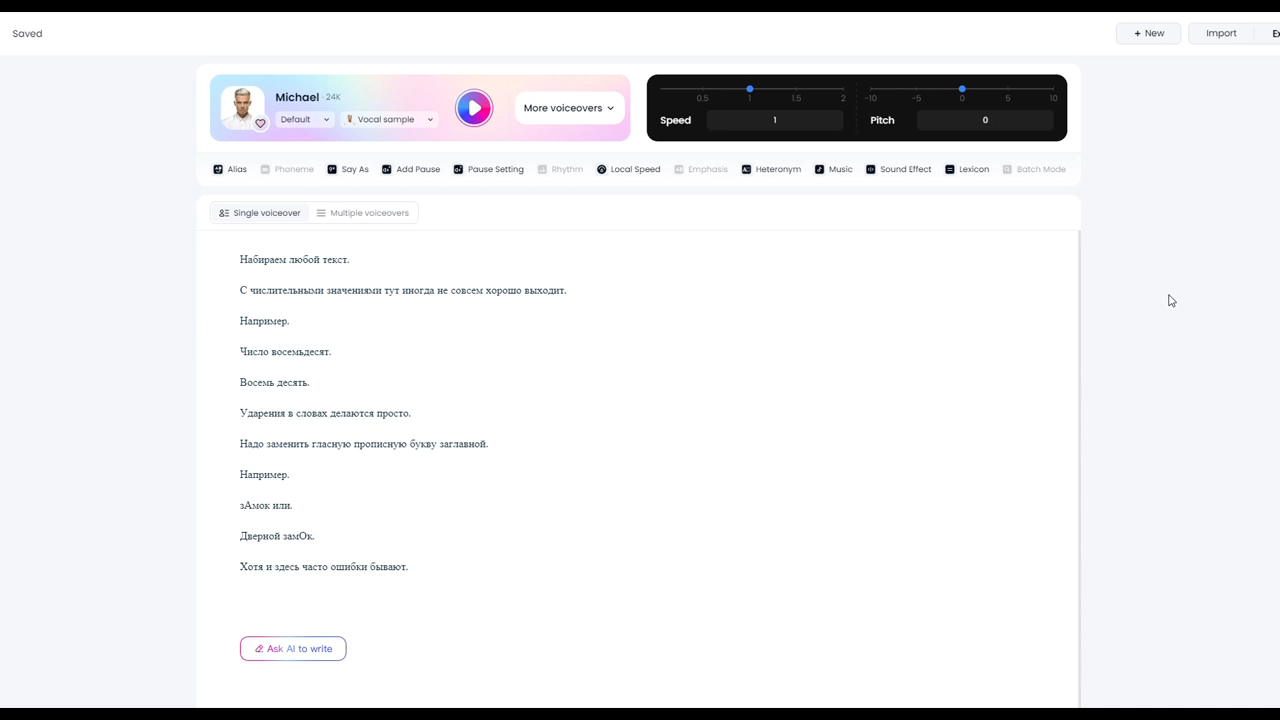 Saved
+ New
Import
Ex
Michael · 24K
Default
Vocal sample
More voiceovers
0.5 1 1.5 2
-10 -5 0 5 10
Speed 1
Pitch 0
Alias Phoneme Say As Add Pause Pause Setting Rhythm Local Speed Emphasis Heteronym Music Sound Effect Lexicon Batch Mode
Single voiceover Multiple voiceovers
Набираем любой текст.
С числительными значениями тут иногда не совсем хорошо выходит.
Например.
Число восемьдесят.
Восемь десять.
Ударения в словах делаются просто.
Надо заменить гласную прописную букву заглавной.
Например.
зАмок или.
Дверной замОк.
Хотя и здесь часто ошибки бывают.
Ask AI to write